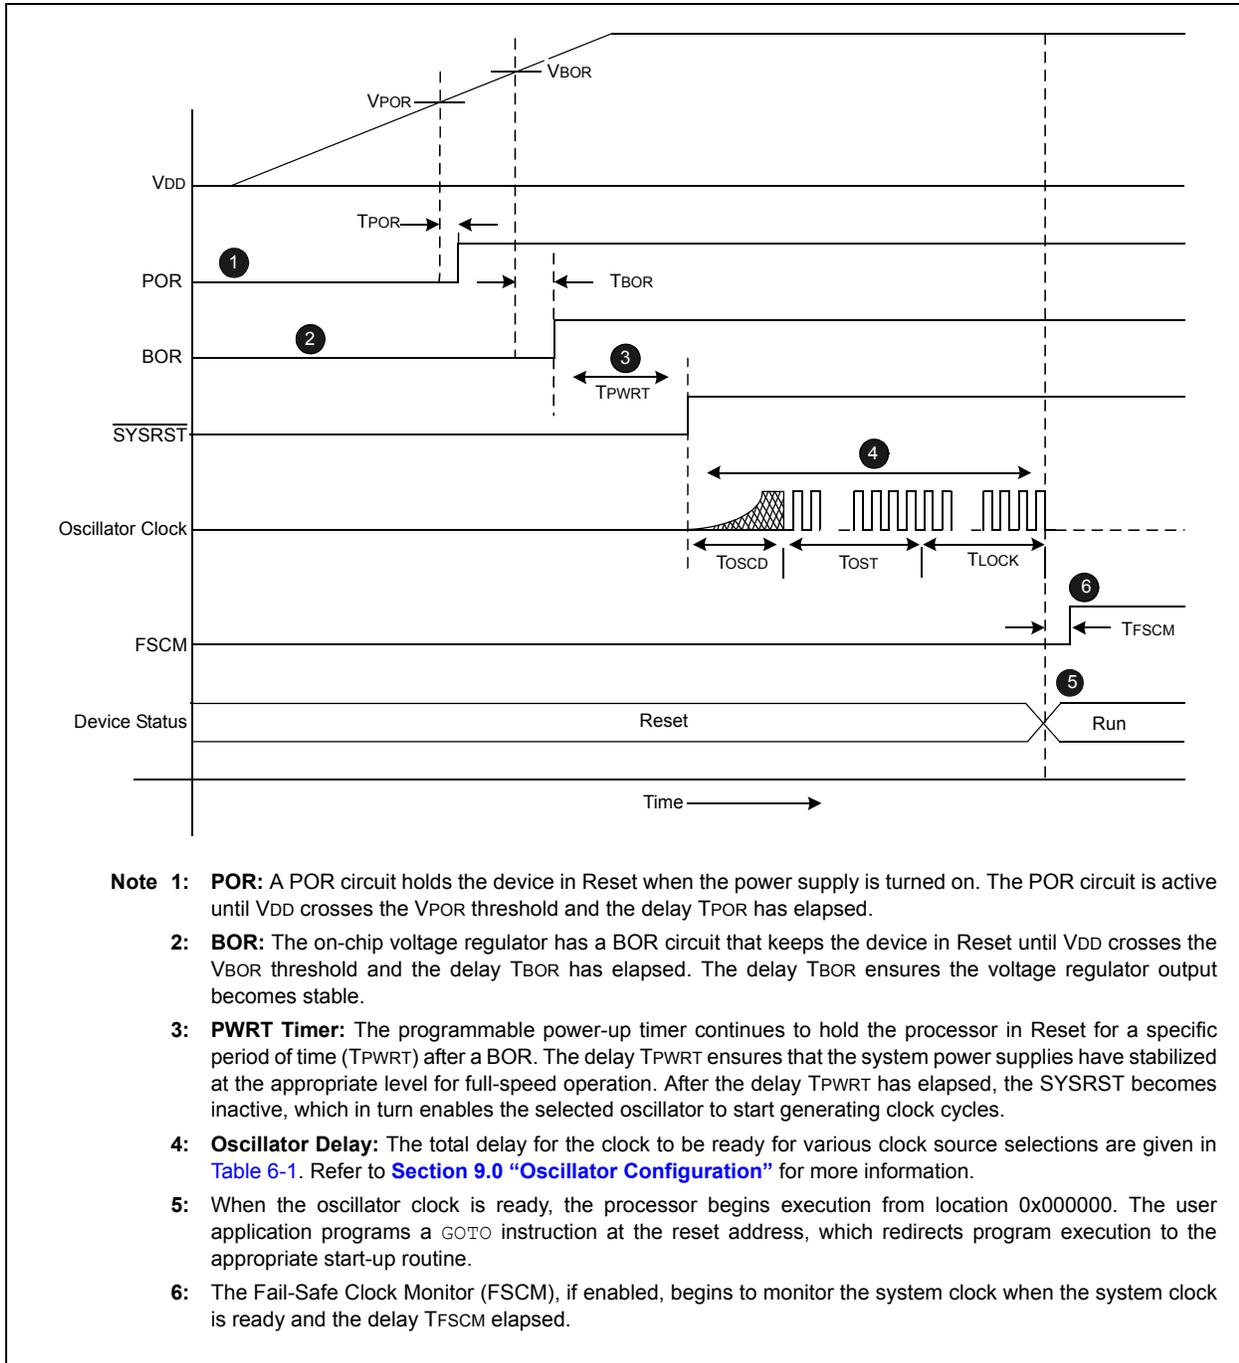 VBOR
VPOR
VDD
TPOR
1
POR
TBOR
2
BOR
3
TPWRT
SYSRST
4
Oscillator Clock
TOSCD TOST TLOCK
6
FSCM
TFSCM
5
Device Status
Reset
Run
Time
Note 1: POR: A POR circuit holds the device in Reset when the power supply is turned on. The POR circuit is active
until VDD crosses the VPOR threshold and the delay TPOR has elapsed.
2: BOR: The on-chip voltage regulator has a BOR circuit that keeps the device in Reset until VDD crosses the
VBOR threshold and the delay TBOR has elapsed. The delay TBOR ensures the voltage regulator output
becomes stable.
3: PWRT Timer: The programmable power-up timer continues to hold the processor in Reset for a specific
period of time (TPWRT) after a BOR. The delay TPWRT ensures that the system power supplies have stabilized
at the appropriate level for full-speed operation. After the delay TPWRT has elapsed, the SYSRST becomes
inactive, which in turn enables the selected oscillator to start generating clock cycles.
4: Oscillator Delay: The total delay for the clock to be ready for various clock source selections are given in
Table 6-1. Refer to Section 9.0 “Oscillator Configuration” for more information.
5: When the oscillator clock is ready, the processor begins execution from location 0x000000. The user
application programs a GOTO instruction at the reset address, which redirects program execution to the
appropriate start-up routine.
6: The Fail-Safe Clock Monitor (FSCM), if enabled, begins to monitor the system clock when the system clock
is ready and the delay TFSCM elapsed.